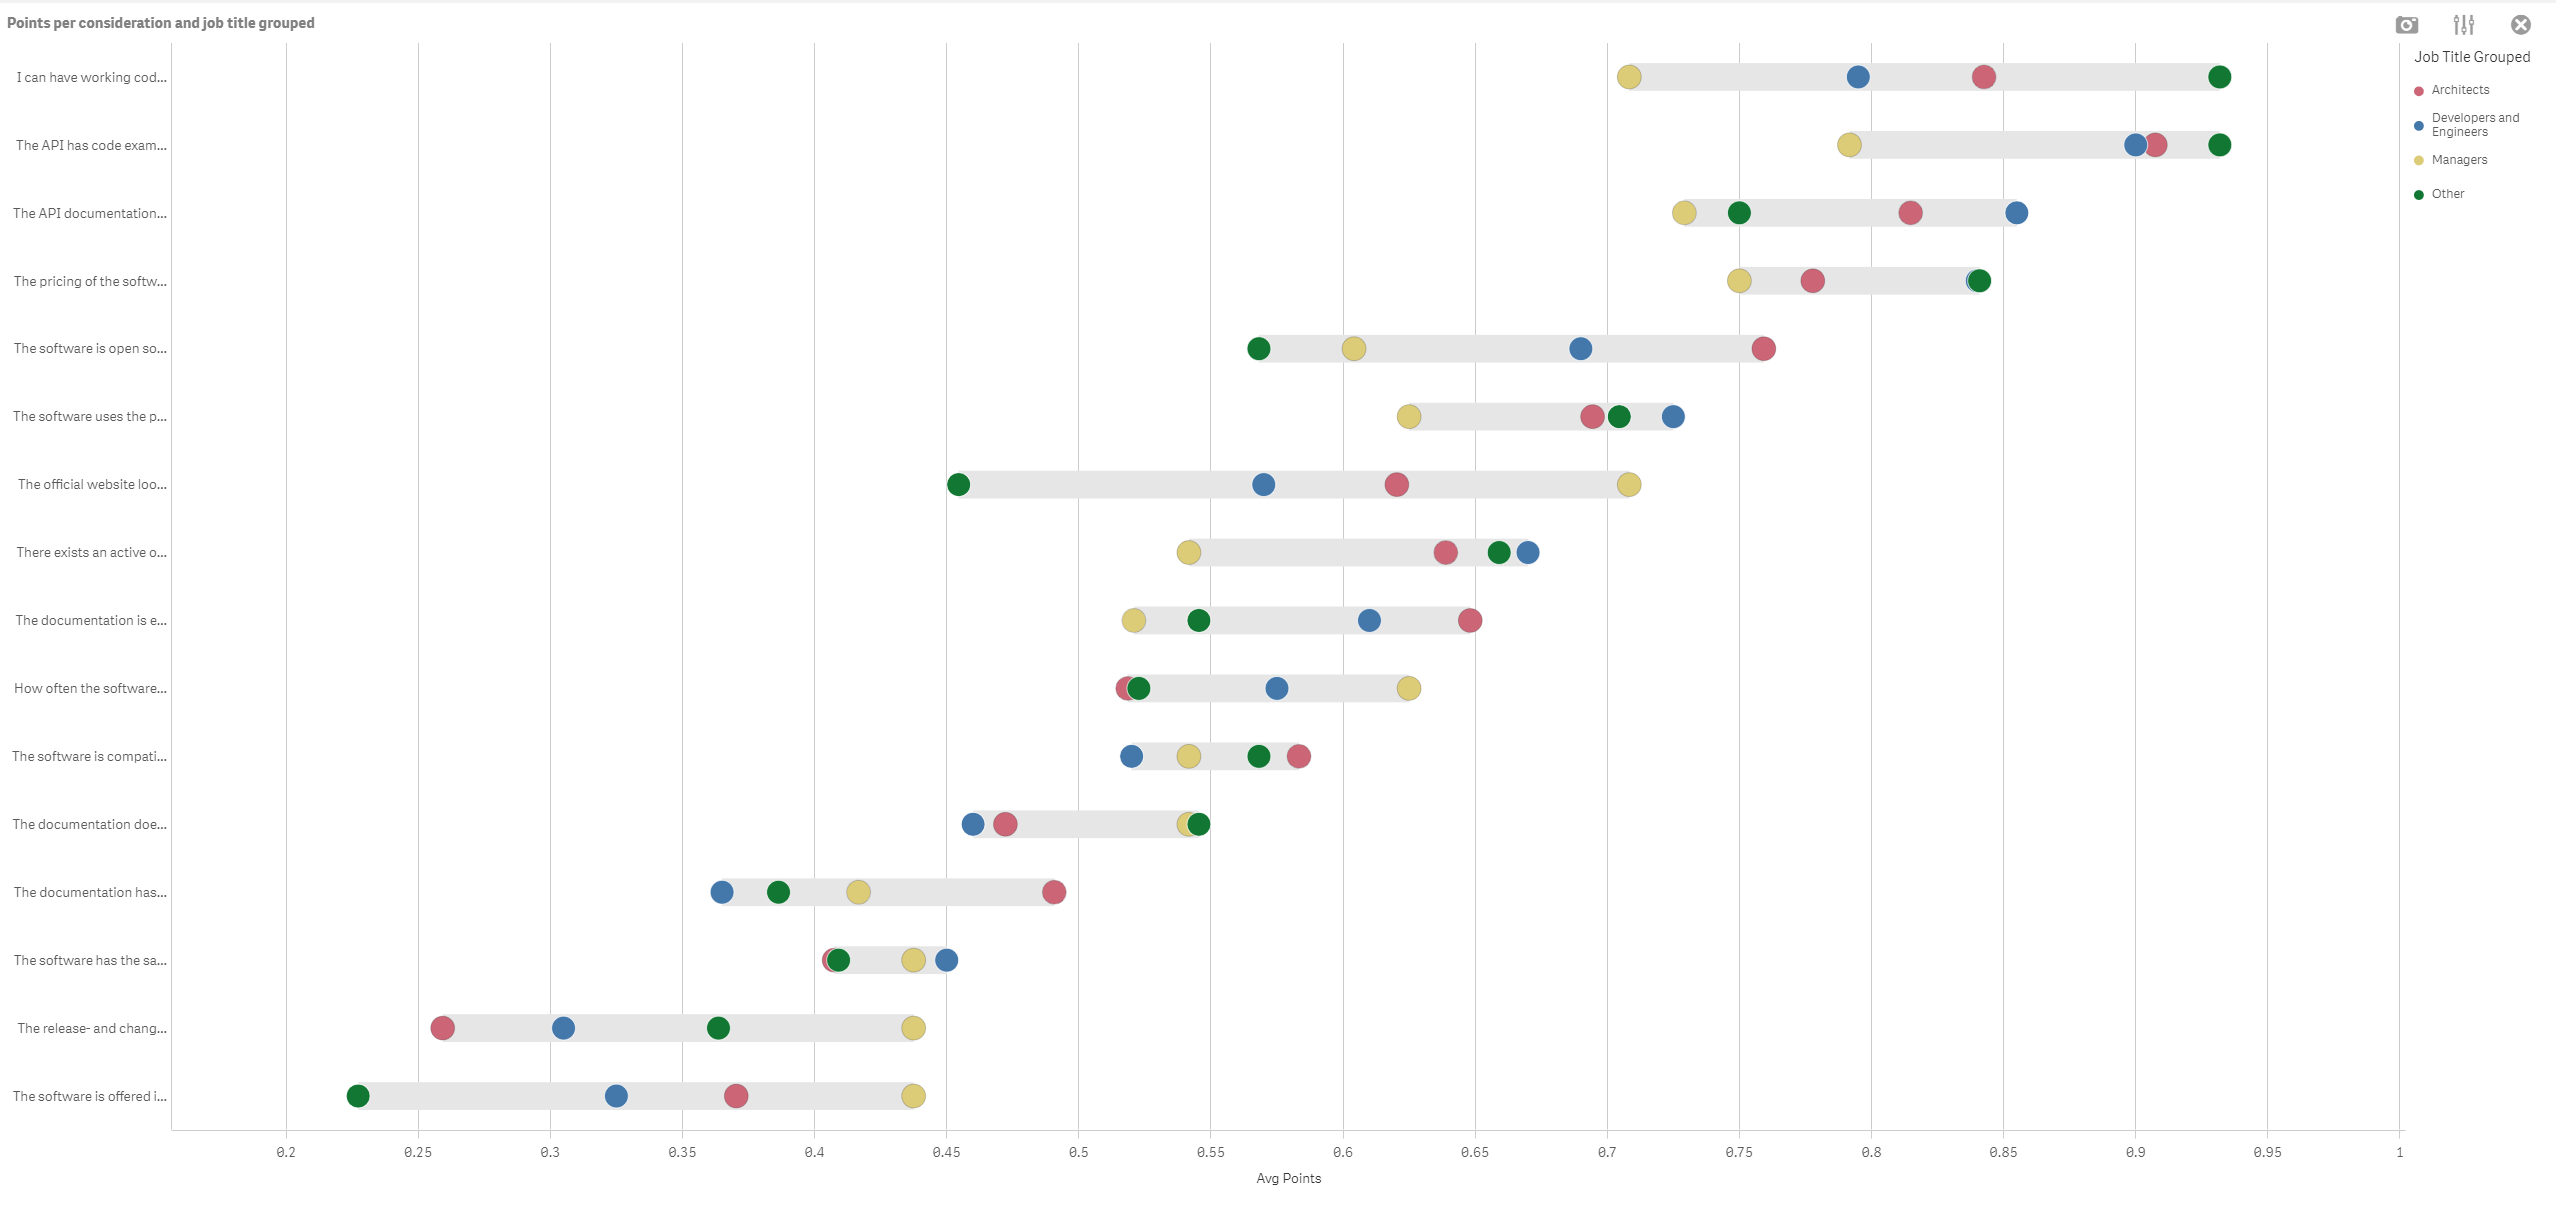 Points per consideration and job title grouped
Job Title Grouped
Architects
Developers and
Engineers
Managers
Other
I can have working cod...
The API has code exam...
The API documentation...
The pricing of the softw...
The software is open so...
The software uses the p...
The official website loo...
There exists an active o...
The documentation is e...
How often the software...
The software is compati...
The documentation doe...
The documentation has...
The software has the sa...
The release- and chang...
The software is offered i...
0.2 0.25 0.3 0.35 0.4 0.45 0.5 0.55 0.6 0.65 0.7 0.75 0.8 0.85 0.9 0.95 1
Avg Points